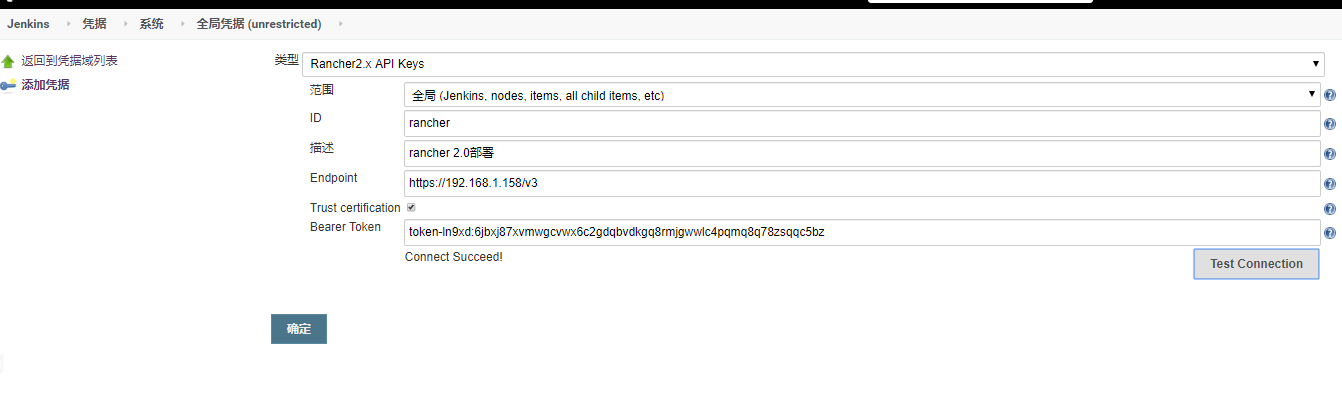 Jenkins 凭据 系统 全局凭据 (unrestricted)
返回到凭据域列表
添加凭据
类型 Rancher2.x API Keys
范围 全局 (Jenkins, nodes, items, all child items, etc)
ID rancher
描述 rancher 2.0部署
Endpoint https://192.168.1.158/v3
Trust certification
Bearer Token token-ln9xd:6jbxj87xvmwgcvwx6c2gdqbvdkgq8rmjgwwlc4pqmq8q78zsqqc5bz
Connect Succeed! Test Connection
确定